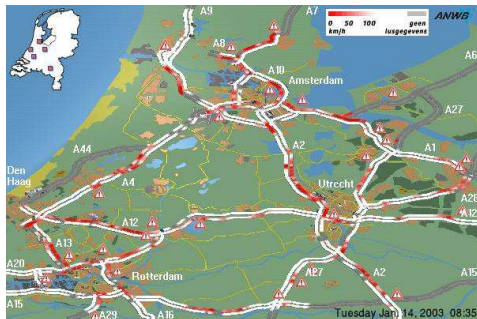 A9
A7
0 50 100 geen
km/h lusgegevens
ANWB
A8
A10
A6
Amsterdam
A27
A44
A2
A1
Den
Haag
A4
Utrecht
A28
A12
A12
A13
A20
Rotterdam
A27
A2
A15
A15
A29
A16
Tuesday Jan. 14, 2003 08:35